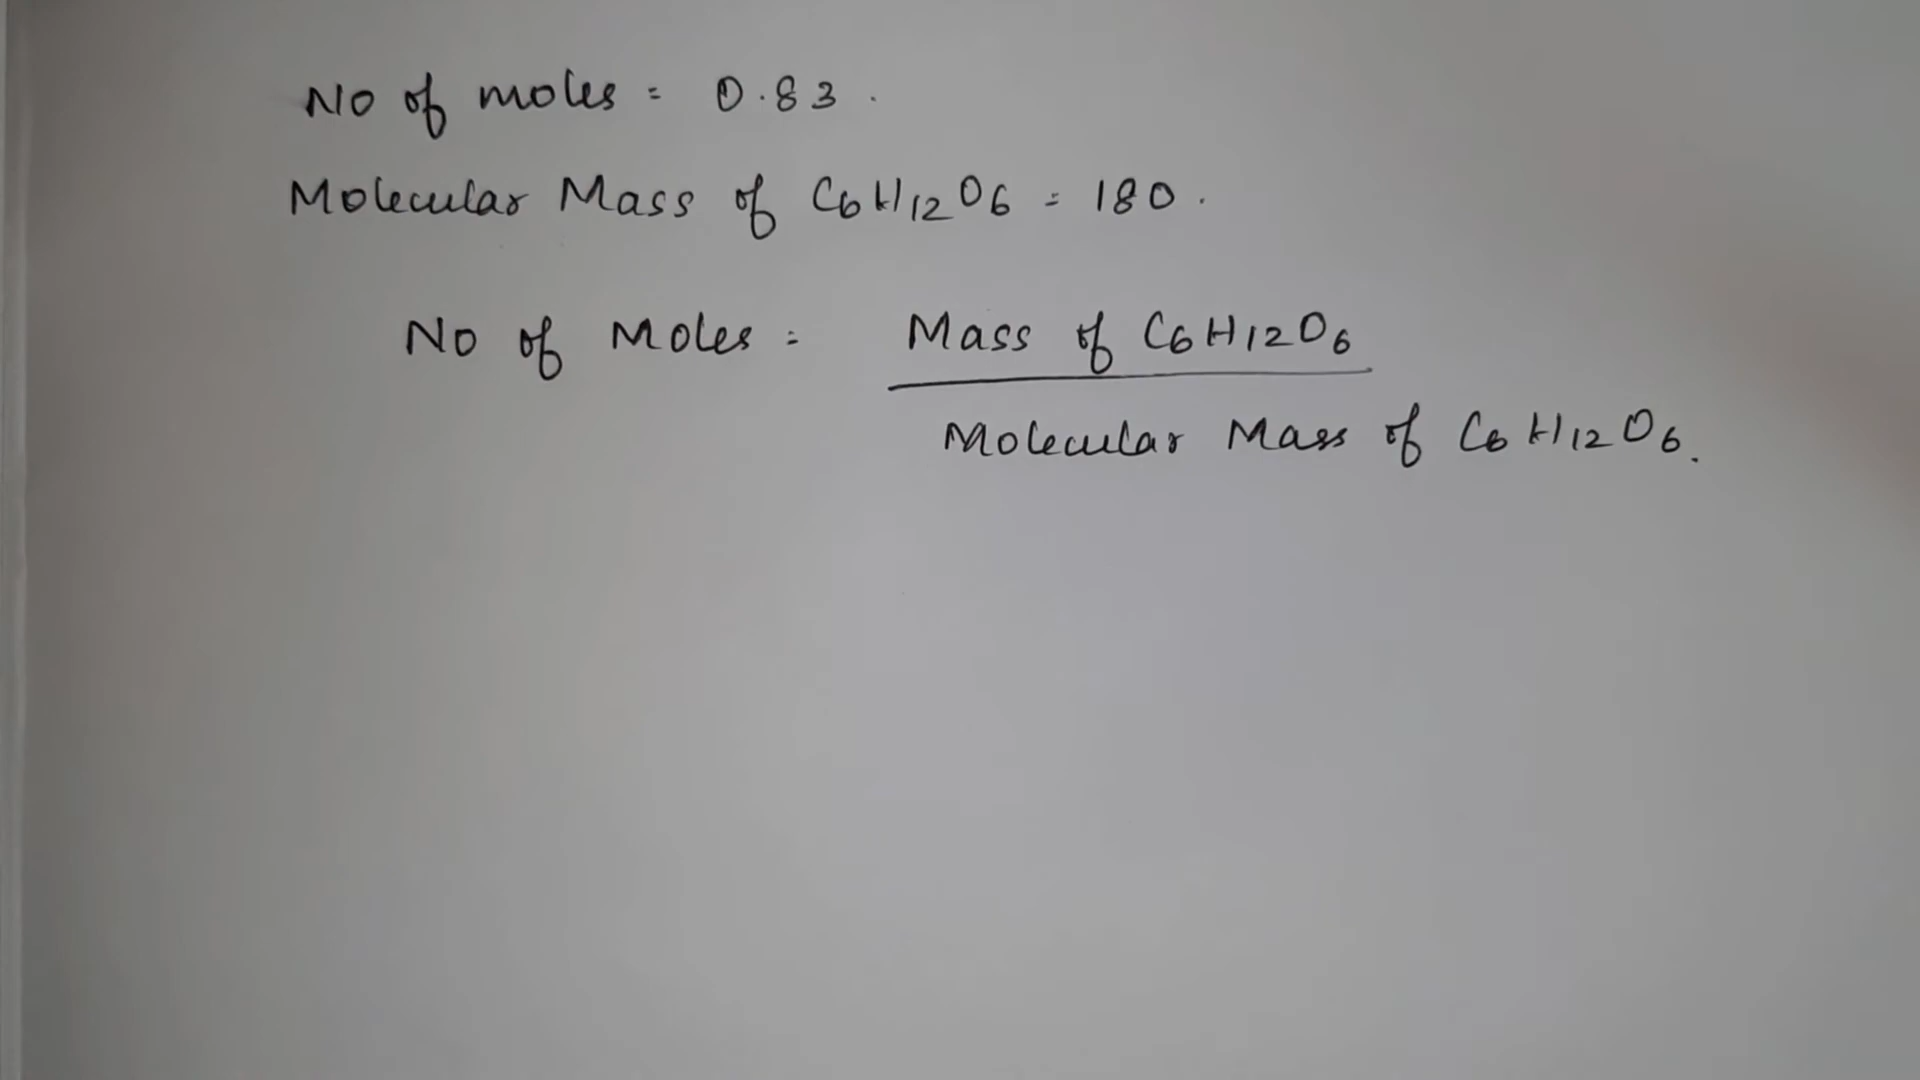 No of moles = 0.83.
Molecular Mass of C6H12O6 = 180.
No of Moles = Mass of C6H12O6
Molecular Mass of C6H12O6.